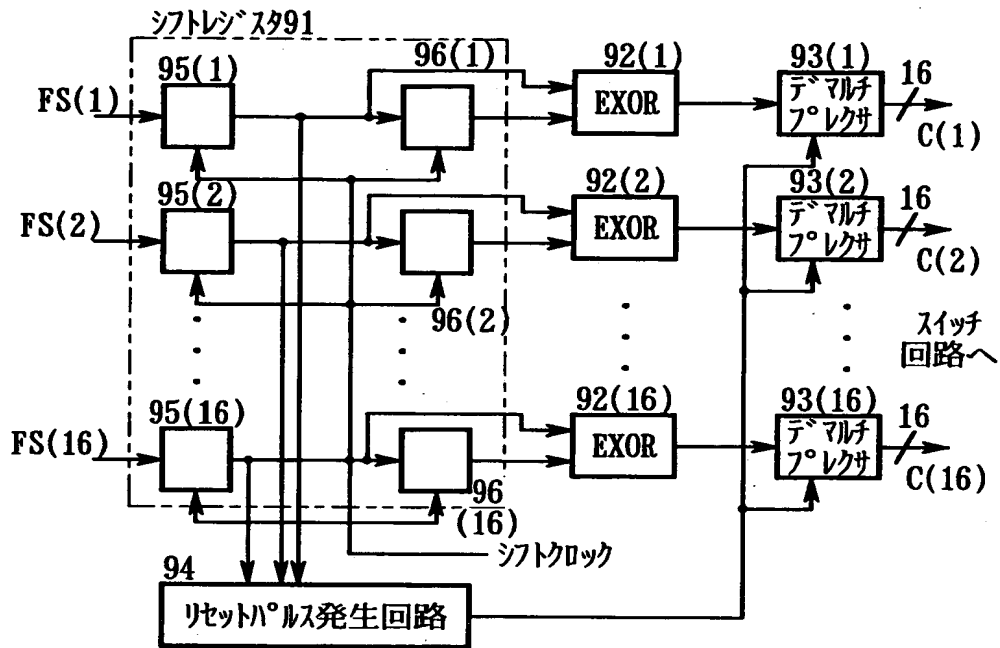 シフトレジスタ91
95(1)
96(1)
92(1)
93(1)
FS(1)
EXOR
デマルチ
プレクサ
16
C(1)
95(2)
92(2)
93(2)
FS(2)
EXOR
デマルチ
プレクサ
16
C(2)
96(2)
スイッチ
回路へ
95(16)
92(16)
93(16)
FS(16)
EXOR
デマルチ
プレクサ
16
C(16)
96
(16)
シフトクロック
94
リセットパルス発生回路